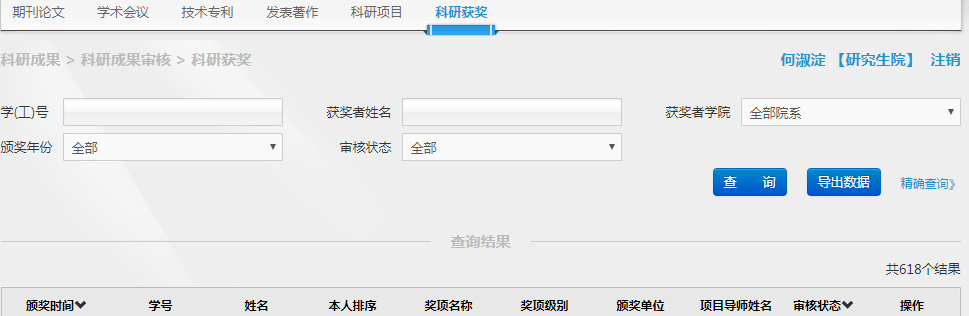 期刊论文 学术会议 技术专利 发表著作 科研项目 科研获奖
科研成果 > 科研成果审核 > 科研获奖 何淑淀 【研究生院】 注销
学(工)号 获奖者姓名 获奖者学院 全部院系
颁奖年份 全部 审核状态 全部
查 询 导出数据 精确查询》
查询结果
共618个结果
颁奖时间 学号 姓名 本人排序 奖项名称 奖项级别 颁奖单位 项目导师姓名 审核状态 操作